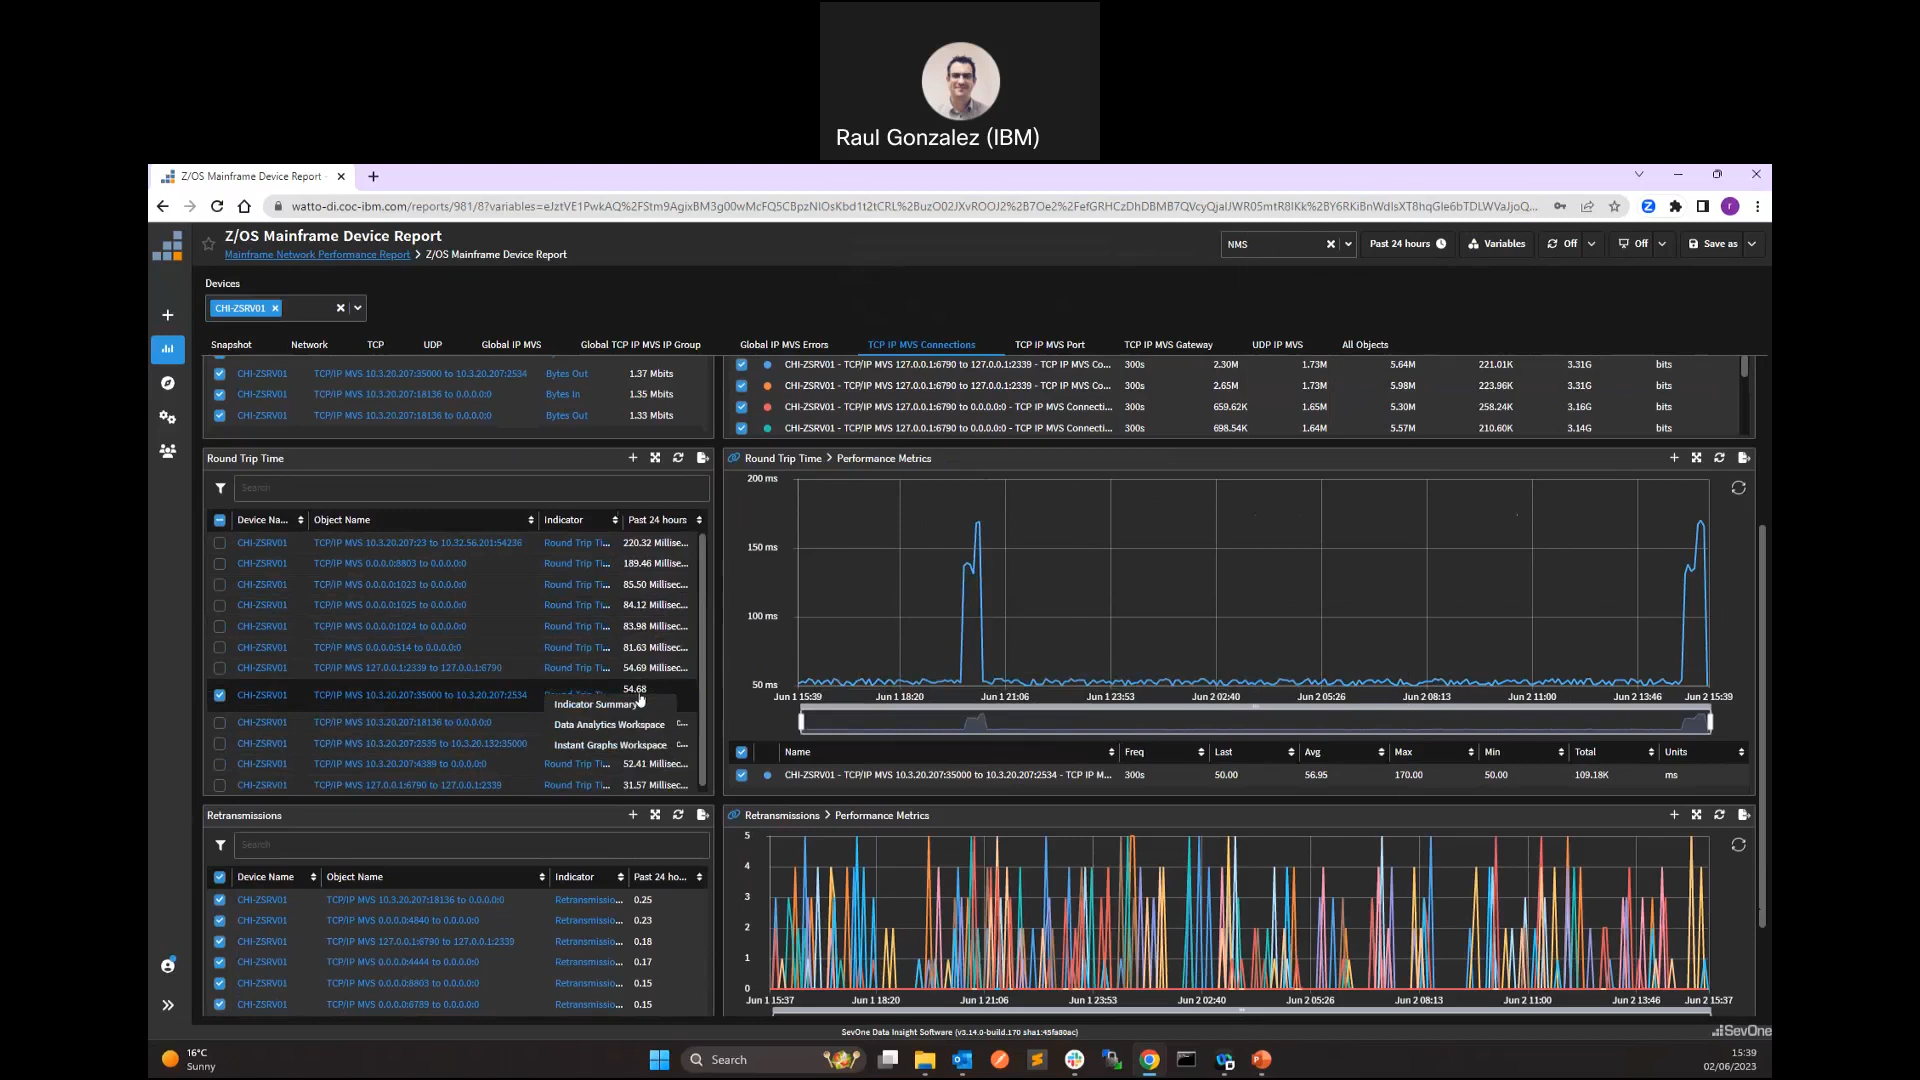 Raul Gonzalez (IBM)
Z/OS Mainframe Device Report
watto-di.coc-ibm.com/reports/981/8?variables=
Z/OS Mainframe Device Report
Mainframe Network Performance Report > Z/OS Mainframe Device Report
NMS
Past 24 hours
Variables
Off
Off
Save as
Devices
CHI-ZSRV01
Snapshot Network TCP UDP Global IP MVS Global TCP IP MVS IP Group Global IP MVS Errors TCP IP MVS Connections TCP IP MVS Port TCP IP MVS Gateway UDP IP MVS All Objects
CHI-ZSRV01 TCP/IP MVS 10.3.20.207:35000 to 10.3.20.207:2534 Bytes Out 1.37 Mbits
CHI-ZSRV01 TCP/IP MVS 10.3.20.207:18136 to 0.0.0.0:0 Bytes In 1.35 Mbits
CHI-ZSRV01 TCP/IP MVS 10.3.20.207:18136 to 0.0.0.0:0 Bytes Out 1.33 Mbits
CHI-ZSRV01 - TCP/IP MVS 127.0.0.1:6790 to 127.0.0.1:2339 - TCP IP MVS Co... 300s 2.30M 1.73M 5.64M 221.01K 3.31G bits
CHI-ZSRV01 - TCP/IP MVS 127.0.0.1:6790 to 127.0.0.1:2339 - TCP IP MVS Co... 300s 2.65M 1.73M 5.98M 223.96K 3.31G bits
CHI-ZSRV01 - TCP/IP MVS 127.0.0.1:6790 to 0.0.0.0:0 - TCP IP MVS Connecti... 300s 659.62K 1.65M 5.30M 258.24K 3.16G bits
CHI-ZSRV01 - TCP/IP MVS 127.0.0.1:6790 to 0.0.0.0:0 - TCP IP MVS Connecti... 300s 698.54K 1.64M 5.57M 210.60K 3.14G bits
Round Trip Time
Search
Device Na... Object Name Indicator Past 24 hours
CHI-ZSRV01 TCP/IP MVS 10.3.20.207:23 to 10.32.56.201:54236 Round Trip Ti... 220.32 Millise...
CHI-ZSRV01 TCP/IP MVS 0.0.0.0:8803 to 0.0.0.0:0 Round Trip Ti... 189.46 Millise...
CHI-ZSRV01 TCP/IP MVS 0.0.0.0:1023 to 0.0.0.0:0 Round Trip Ti... 85.50 Millisec...
CHI-ZSRV01 TCP/IP MVS 0.0.0.0:1025 to 0.0.0.0:0 Round Trip Ti... 84.12 Millisec...
CHI-ZSRV01 TCP/IP MVS 0.0.0.0:1024 to 0.0.0.0:0 Round Trip Ti... 83.98 Millisec...
CHI-ZSRV01 TCP/IP MVS 0.0.0.0:514 to 0.0.0.0:0 Round Trip Ti... 81.63 Millisec...
CHI-ZSRV01 TCP/IP MVS 127.0.0.1:2339 to 127.0.0.1:6790 Round Trip Ti... 54.69 Millisec...
CHI-ZSRV01 TCP/IP MVS 10.3.20.207:35000 to 10.3.20.207:2534 54.68
Indicator Summary
Data Analytics Workspace
Instant Graphs Workspace
CHI-ZSRV01 TCP/IP MVS 10.3.20.207:18136 to 0.0.0.0:0 c...
CHI-ZSRV01 TCP/IP MVS 10.3.20.207:2535 to 10.3.20.132:35000 c...
CHI-ZSRV01 TCP/IP MVS 10.3.20.207:4389 to 0.0.0.0:0 Round Trip Ti... 52.41 Millisec...
CHI-ZSRV01 TCP/IP MVS 127.0.0.1:6790 to 127.0.0.1:2339 Round Trip Ti... 31.57 Millisec...
Round Trip Time > Performance Metrics
200 ms
150 ms
100 ms
50 ms
Jun 1 15:39 Jun 1 18:20 Jun 1 21:06 Jun 1 23:53 Jun 2 02:40 Jun 2 05:26 Jun 2 08:13 Jun 2 11:00 Jun 2 13:46 Jun 2 15:39
Name Freq Last Avg Max Min Total Units
CHI-ZSRV01 - TCP/IP MVS 10.3.20.207:35000 to 10.3.20.207:2534 - TCP IP M... 300s 50.00 56.95 170.00 50.00 109.18K ms
Retransmissions
Search
Device Name Object Name Indicator Past 24 ho...
CHI-ZSRV01 TCP/IP MVS 10.3.20.207:18136 to 0.0.0.0:0 Retransmissio... 0.25
CHI-ZSRV01 TCP/IP MVS 0.0.0.0:4840 to 0.0.0.0:0 Retransmissio... 0.23
CHI-ZSRV01 TCP/IP MVS 127.0.0.1:6790 to 127.0.0.1:2339 Retransmissio... 0.18
CHI-ZSRV01 TCP/IP MVS 0.0.0.0:4444 to 0.0.0.0:0 Retransmissio... 0.17
CHI-ZSRV01 TCP/IP MVS 0.0.0.0:8803 to 0.0.0.0:0 Retransmissio... 0.15
CHI-ZSRV01 TCP/IP MVS 0.0.0.0:6789 to 0.0.0.0:0 Retransmissio... 0.15
Retransmissions > Performance Metrics
5
4
3
2
1
0
Jun 1 15:37 Jun 1 18:20 Jun 1 21:06 Jun 1 23:53 Jun 2 02:40 Jun 2 05:26 Jun 2 08:13 Jun 2 11:00 Jun 2 13:46 Jun 2 15:37
SevOne Data Insight Software (v3.14.0-build.170 sha1:45fa80ac)
SevOne
16°C
Sunny
Search
15:39
02/06/2023